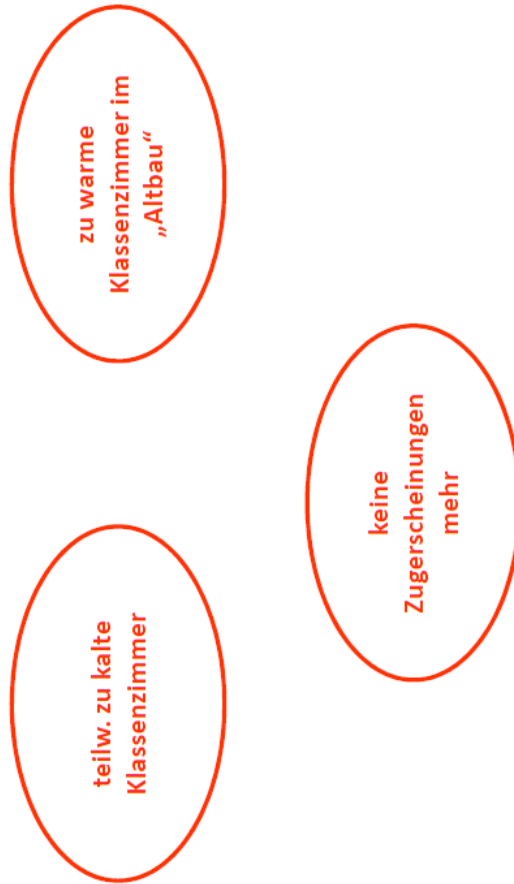 teilw. zu kalte
Klassenzimmer
zu warme
Klassenzimmer im
„Altbau“
keine
Zugerscheinungen
mehr